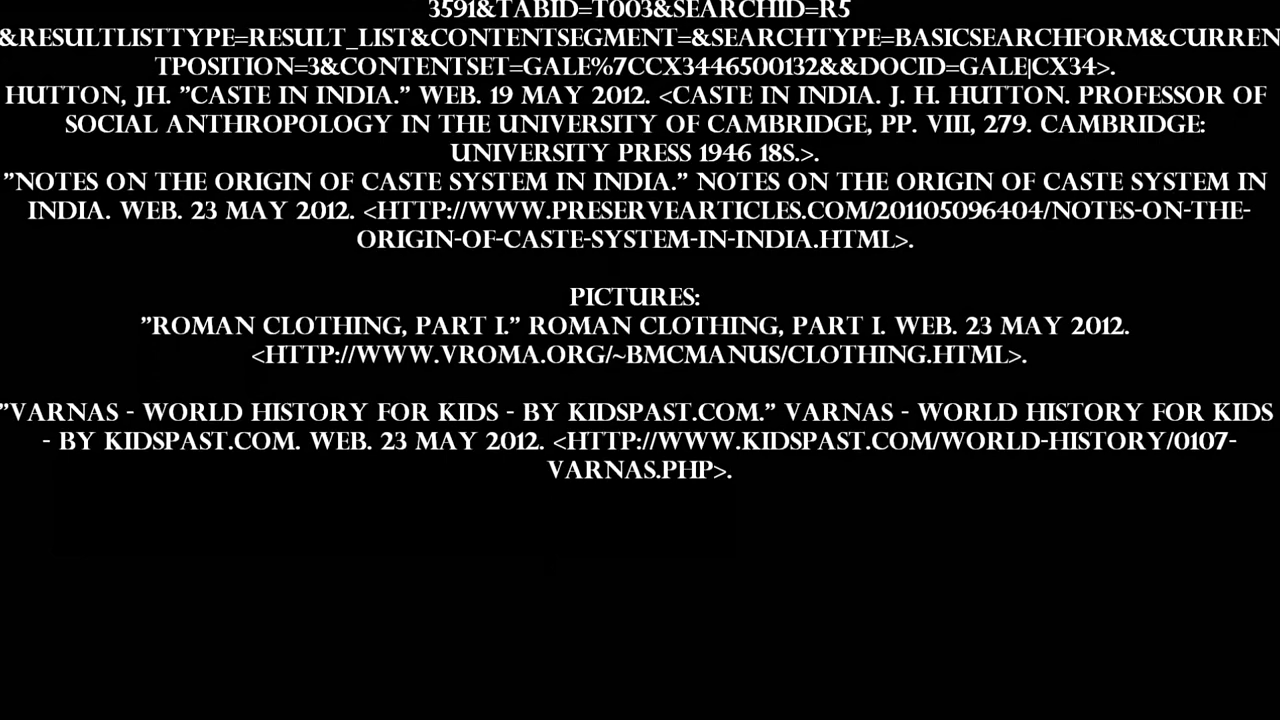 3591&TABID=T003&SEARCHID=R5
&RESULTLISTTYPE=RESULT_LIST&CONTENTSEGMENT=&SEARCHTYPE=BASICSEARCHFORM&CURREN
TPOSITION=3&CONTENTSET=GALE%7CCX3446500132&&DOCID=GALE|CX34>.
HUTTON, JH. "CASTE IN INDIA." WEB. 19 MAY 2012. <CASTE IN INDIA. J. H. HUTTON. PROFESSOR OF
SOCIAL ANTHROPOLOGY IN THE UNIVERSITY OF CAMBRIDGE, PP. VIII, 279. CAMBRIDGE:
UNIVERSITY PRESS 1946 18S.>.
"NOTES ON THE ORIGIN OF CASTE SYSTEM IN INDIA." NOTES ON THE ORIGIN OF CASTE SYSTEM IN
INDIA. WEB. 23 MAY 2012. <HTTP://WWW.PRESERVEARTICLES.COM/201105096404/NOTES-ON-THE-
ORIGIN-OF-CASTE-SYSTEM-IN-INDIA.HTML>.
PICTURES:
"ROMAN CLOTHING, PART I." ROMAN CLOTHING, PART I. WEB. 23 MAY 2012.
<HTTP://WWW.VROMA.ORG/~BMCMANUS/CLOTHING.HTML>.
"VARNAS - WORLD HISTORY FOR KIDS - BY KIDSPAST.COM." VARNAS - WORLD HISTORY FOR KIDS
- BY KIDSPAST.COM. WEB. 23 MAY 2012. <HTTP://WWW.KIDSPAST.COM/WORLD-HISTORY/0107-
VARNAS.PHP>.